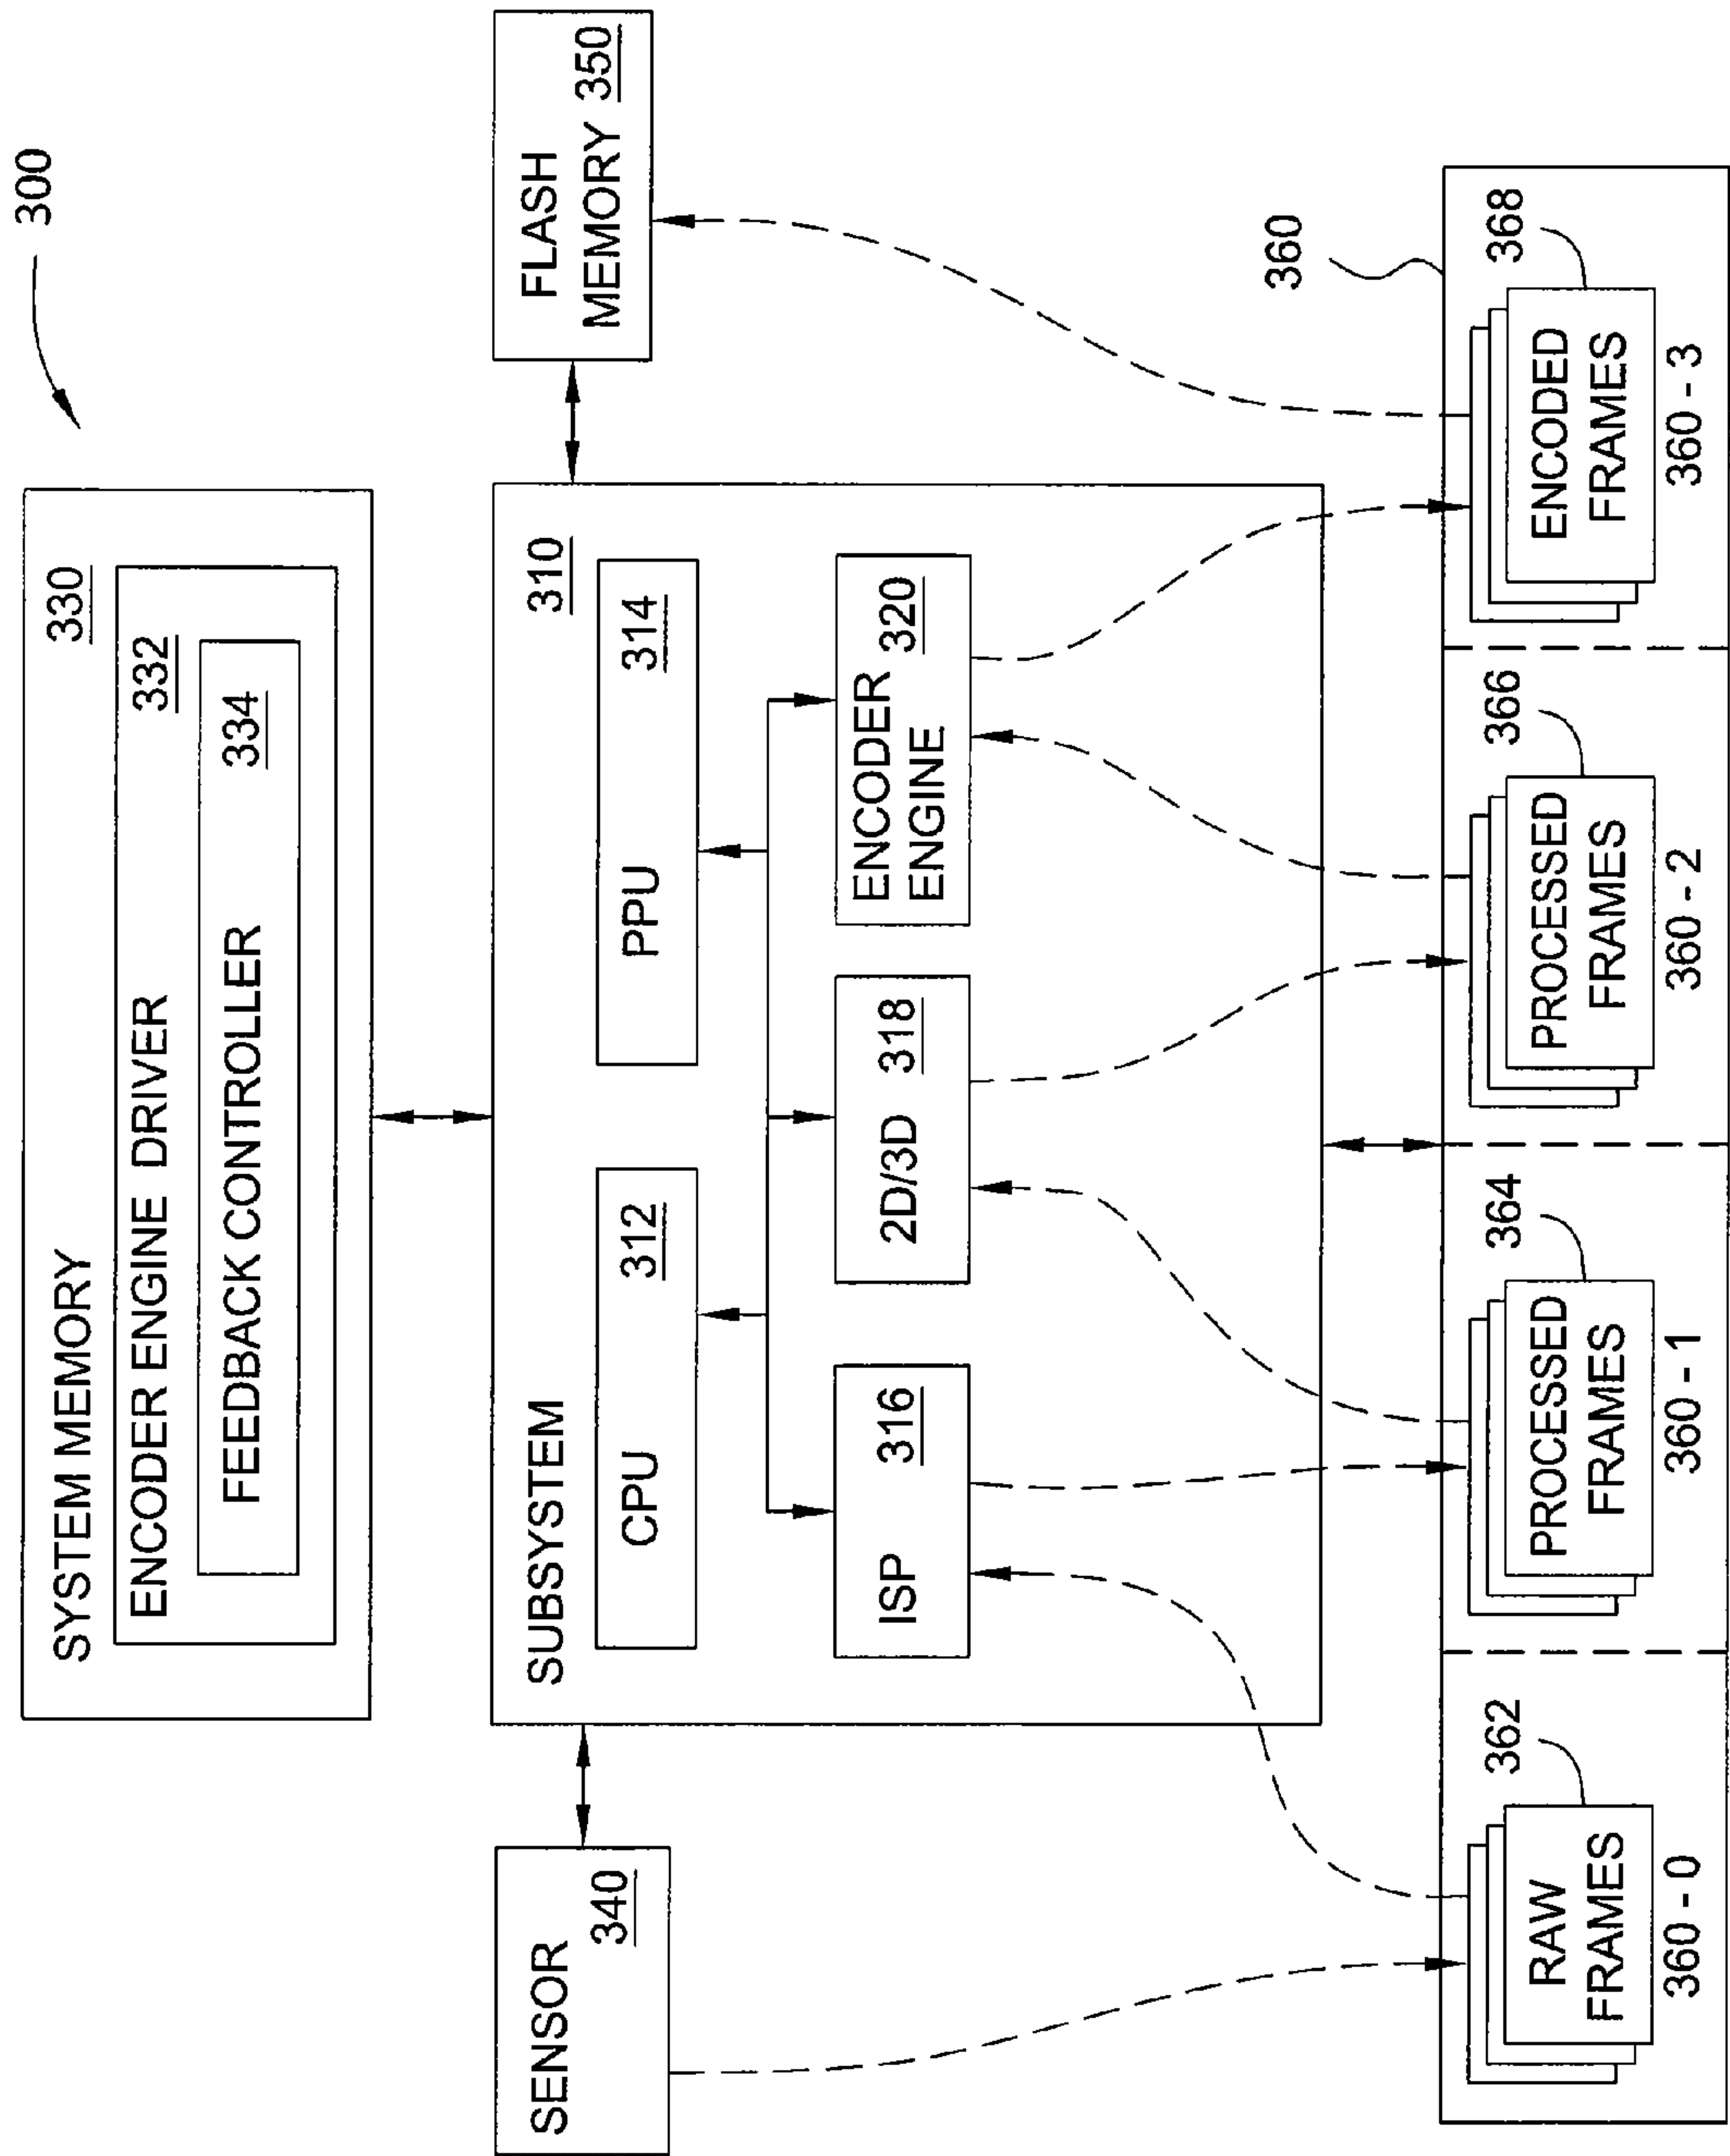 300
SYSTEM MEMORY 330
ENCODER ENGINE DRIVER 332
FEEDBACK CONTROLLER 334
SENSOR
340
SUBSYSTEM 310
CPU 312
PPU 314
ISP 316
2D/3D 318
ENCODER 320
ENGINE
FLASH
MEMORY 350
360
362
RAW
FRAMES
360 - 0
364
PROCESSED
FRAMES
360 - 1
366
PROCESSED
FRAMES
360 - 2
368
ENCODED
FRAMES
360 - 3